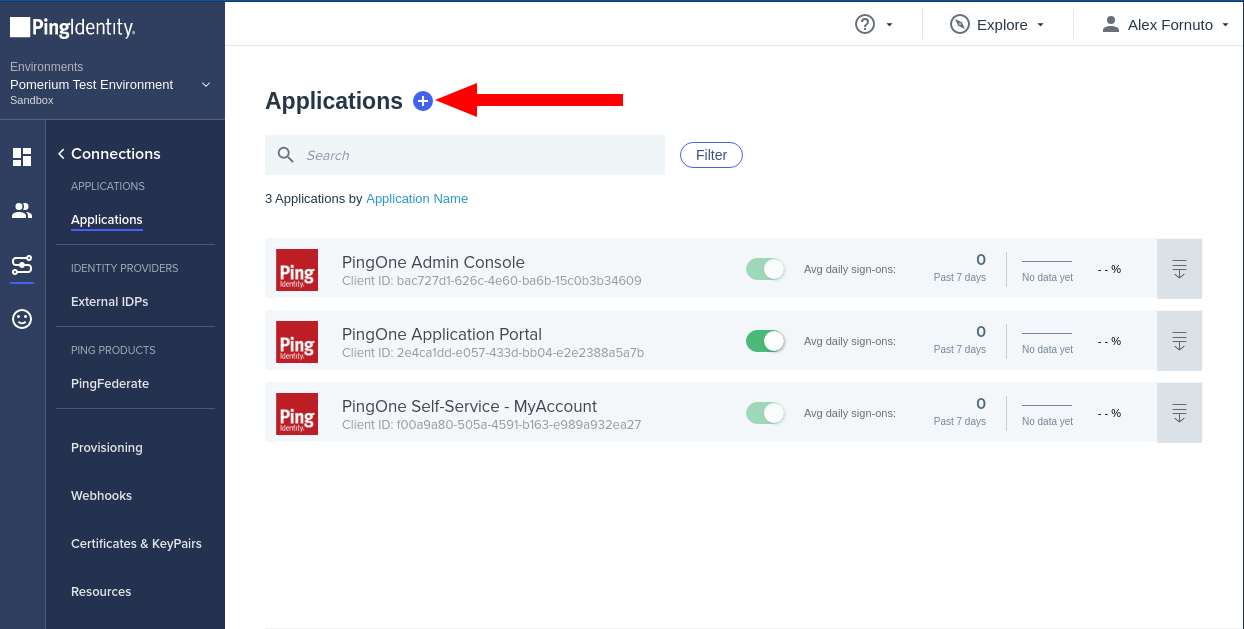 PingIdentity.
Explore
Alex Fornuto
Environments
Pomerium Test Environment
Sandbox
Connections
APPLICATIONS
Applications
IDENTITY PROVIDERS
External IDPs
PING PRODUCTS
PingFederate
Provisioning
Webhooks
Certificates & KeyPairs
Resources
Applications
Search
Filter
3 Applications by Application Name
Ping
Identity.
PingOne Admin Console
Client ID: bac727d1-626c-4e60-ba6b-15c0b3b34609
Avg daily sign-ons:
0
Past 7 days
No data yet
- - %
Ping
Identity.
PingOne Application Portal
Client ID: 2e4ca1dd-e057-433d-bb04-e2e2388a5a7b
Avg daily sign-ons:
0
Past 7 days
No data yet
- - %
Ping
Identity.
PingOne Self-Service - MyAccount
Client ID: f00a9a80-505a-4591-b163-e989a932ea27
Avg daily sign-ons:
0
Past 7 days
No data yet
- - %